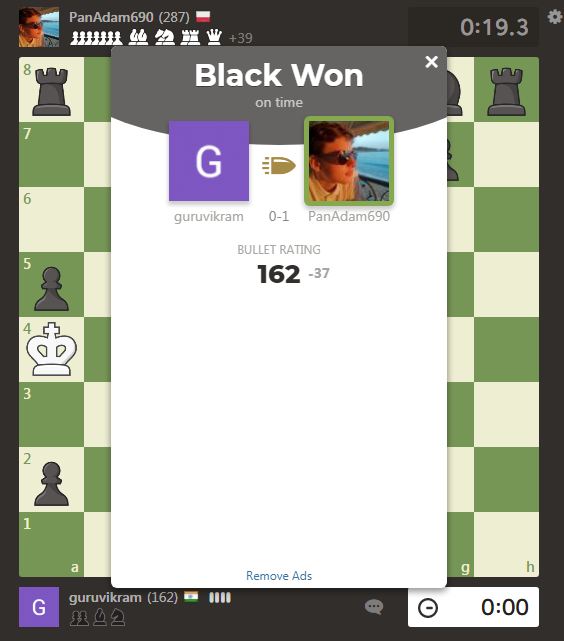 PanAdam690 (287)
+39
0:19.3
Black Won
on time
G
guruvikram
0-1
PanAdam690
BULLET RATING
162 -37
Remove Ads
8
7
6
5
4
3
2
1
a
g
h
G
guruvikram (162)
0:00